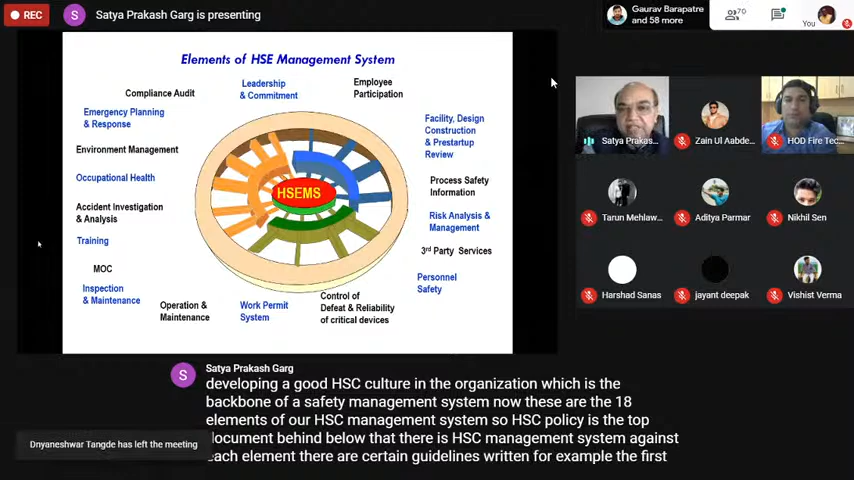 REC
S
Satya Prakash Garg is presenting
Gaurav Barapatre
and 58 more
70
You
Elements of HSE Management System
Compliance Audit
Leadership
& Commitment
Employee
Participation
Emergency Planning
& Response
Facility, Design
Construction
& Prestartup
Review
Environment Management
Occupational Health
HSEMS
Process Safety
Information
Accident Investigation
& Analysis
Risk Analysis &
Management
Training
3rd Party Services
MOC
Personnel
Safety
Inspection
& Maintenance
Operation &
Maintenance
Work Permit
System
Control of
Defeat & Reliability
of critical devices
Satya Prakas...
Zain Ul Aabde...
HOD Fire Tec...
Tarun Mehlaw...
Aditya Parmar
Nikhil Sen
Harshad Sanas
jayant deepak
Vishist Verma
S
Satya Prakash Garg
developing a good HSC culture in the organization which is the
backbone of a safety management system now these are the 18
elements of our HSC management system so HSC policy is the top
document behind below that there is HSC management system against
each element there are certain guidelines written for example the first
Dnyaneshwar Tangde has left the meeting